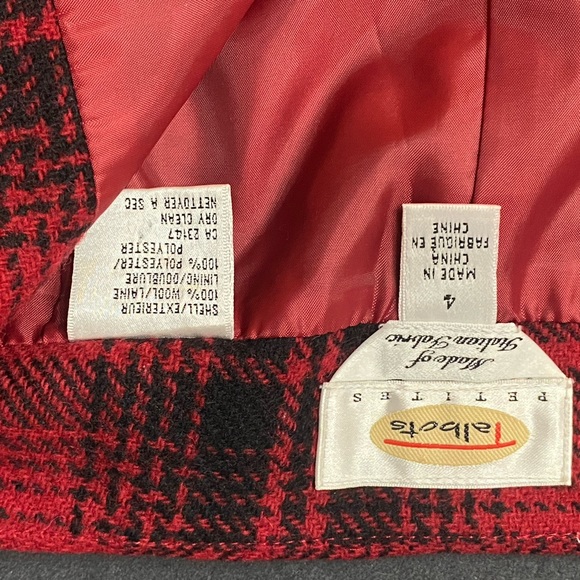 Talbots
PETITES
Made of
Italian Fabric
4
MADE IN
CHINA
FABRIQUE EN
CHINE
SHELL/EXTERIEUR
100% WOOL/LAINE
LINING/DOUBLURE
100% POLYESTER/
POLYESTER
CA 23147
DRY CLEAN
NETTOYER A SEC